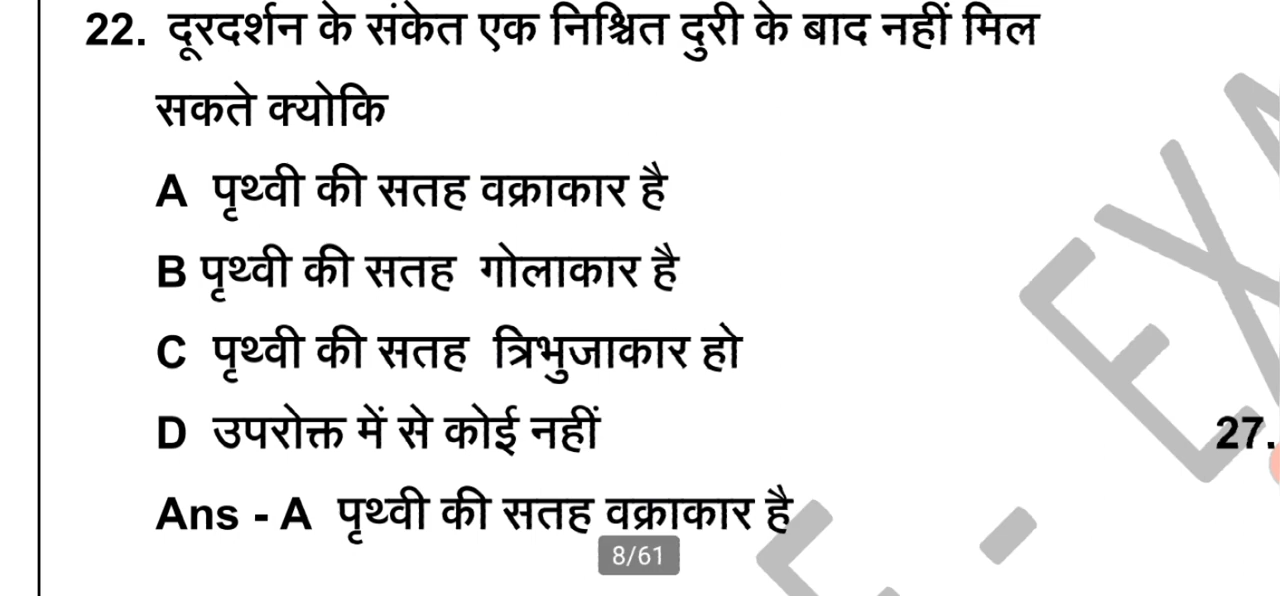 22. दूरदर्शन के संकेत एक निश्चित दुरी के बाद नहीं मिल
सकते क्योकि
A पृथ्वी की सतह वक्राकार है
B पृथ्वी की सतह गोलाकार है
C पृथ्वी की सतह त्रिभुजाकार हो
D उपरोक्त में से कोई नहीं
27.
Ans - A पृथ्वी की सतह वक्राकार है
8/61